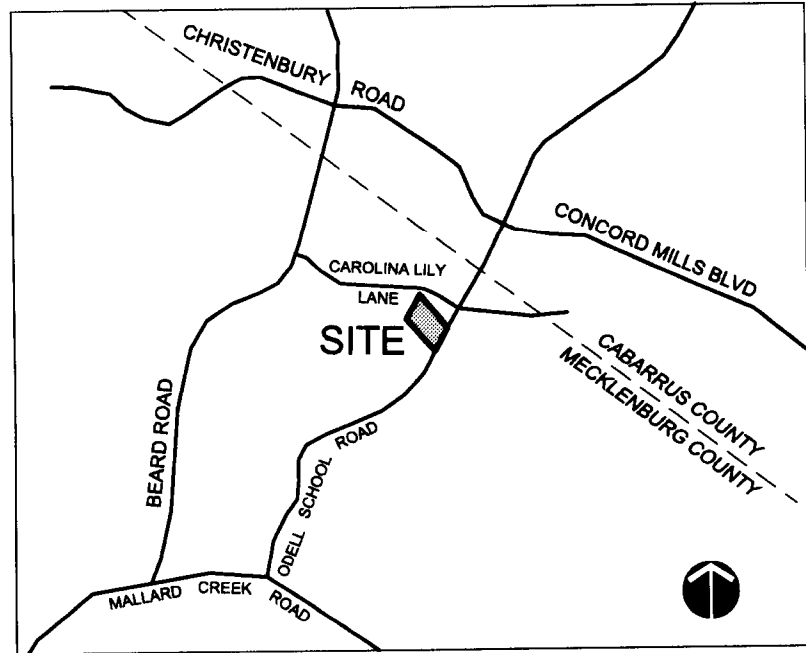 CHRISTENBURY
ROAD
CONCORD MILLS BLVD
CAROLINA LILY
LANE
SITE
CABARRUS COUNTY
MECKLENBURG COUNTY
BEARD ROAD
ODELL SCHOOL ROAD
MALLARD CREEK ROAD